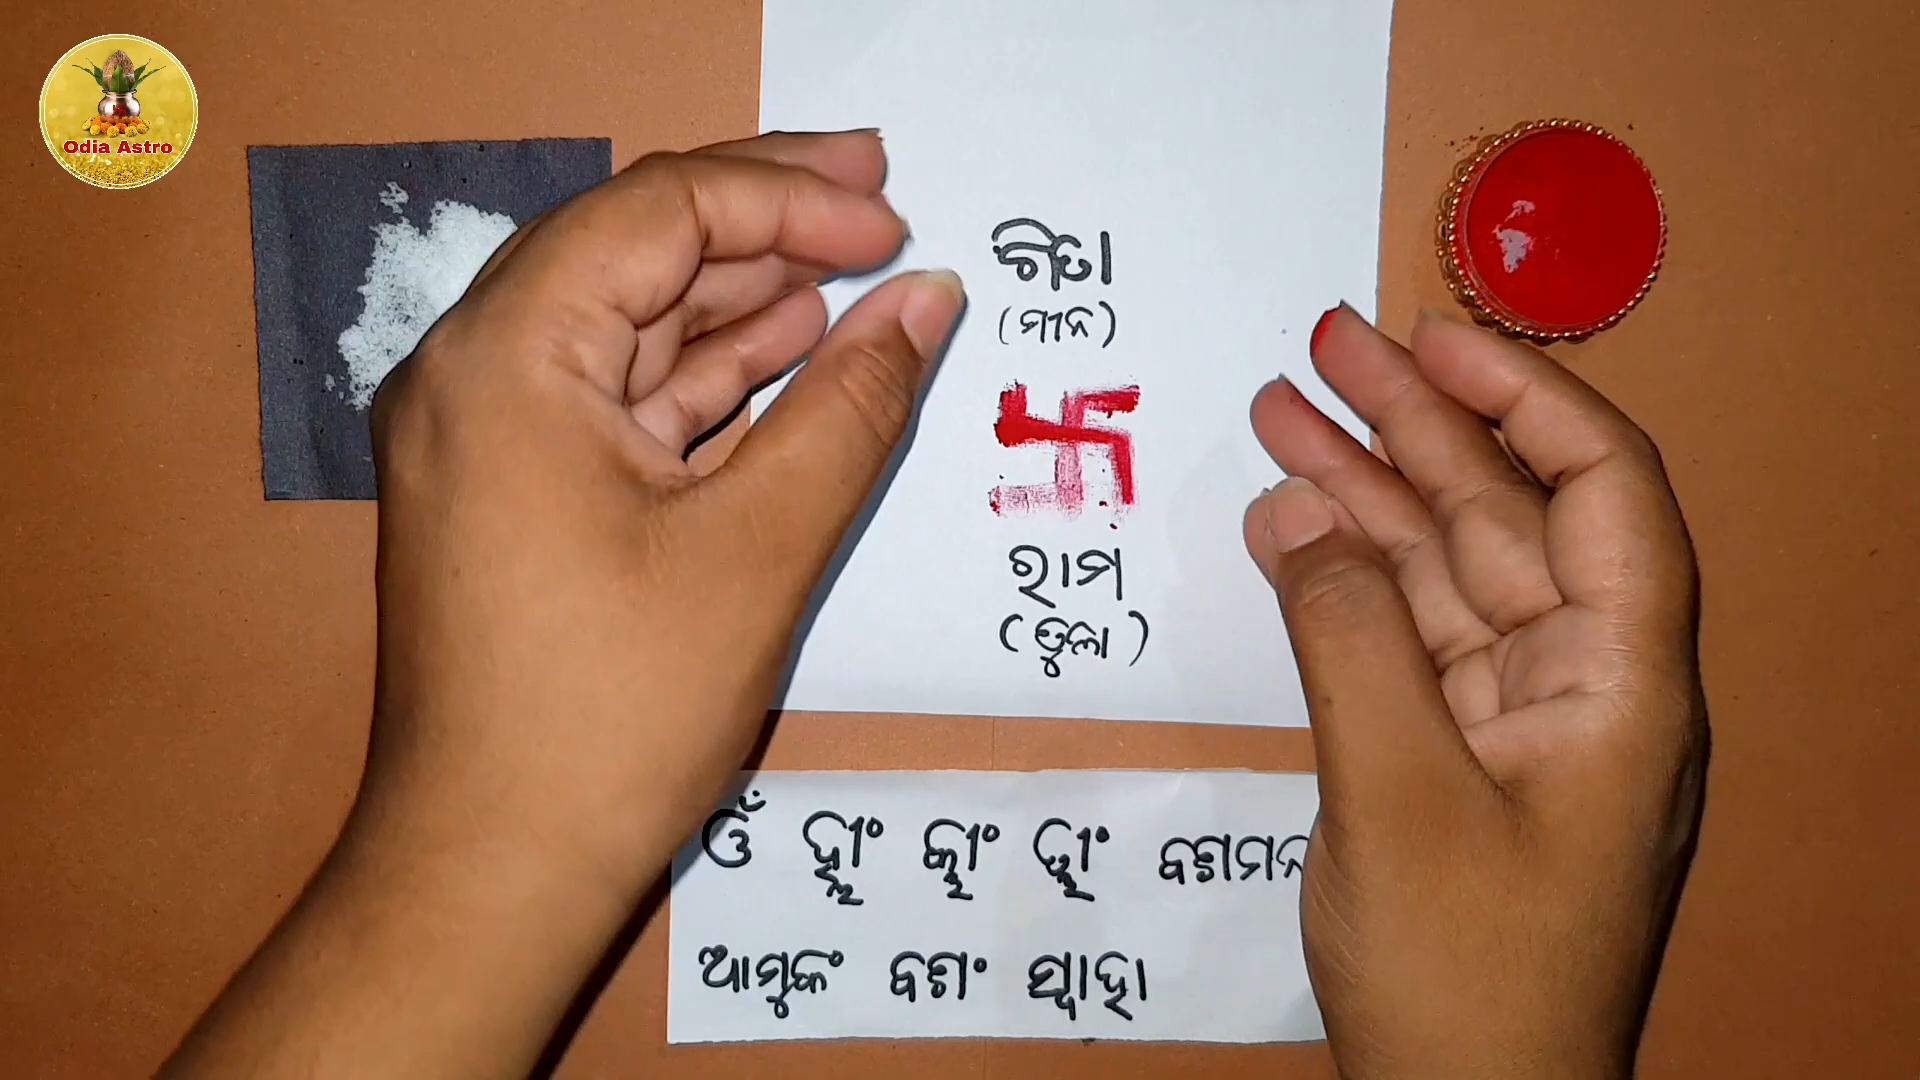 Odia Astro
ଗିତା
(ମୀନ)
ରାମ
(ତୁଳା)
ଓଁ ହ୍ଲୀଂ କ୍ଲୀଂ ବଶମନ
ଆମୁକଂ ବଶଂ ସ୍ୱାହା